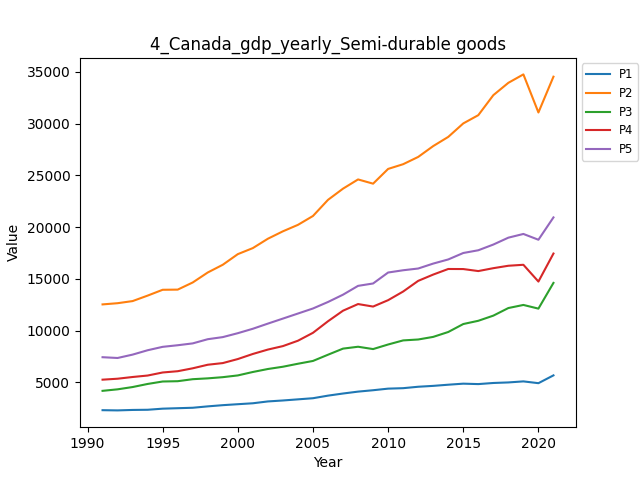 4_Canada_gdp_yearly_Semi-durable goods
35000
30000
25000
20000
15000
10000
5000
Value
1990 1995 2000 2005 2010 2015 2020
Year
P1
P2
P3
P4
P5